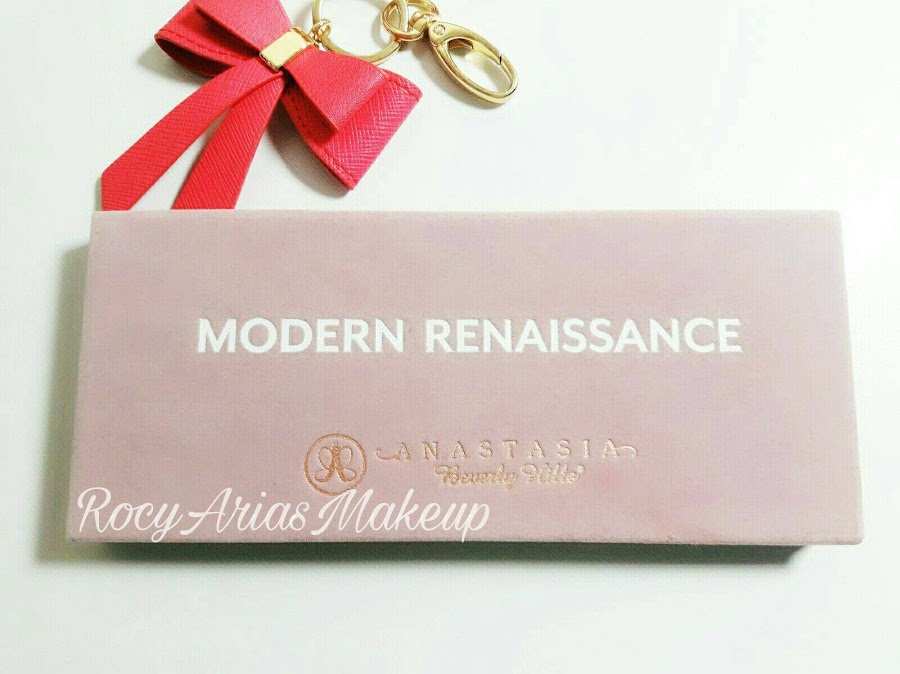 MODERN RENAISSANCE
ANASTASIA
Beverly Hills®
Rocy Arias Makeup